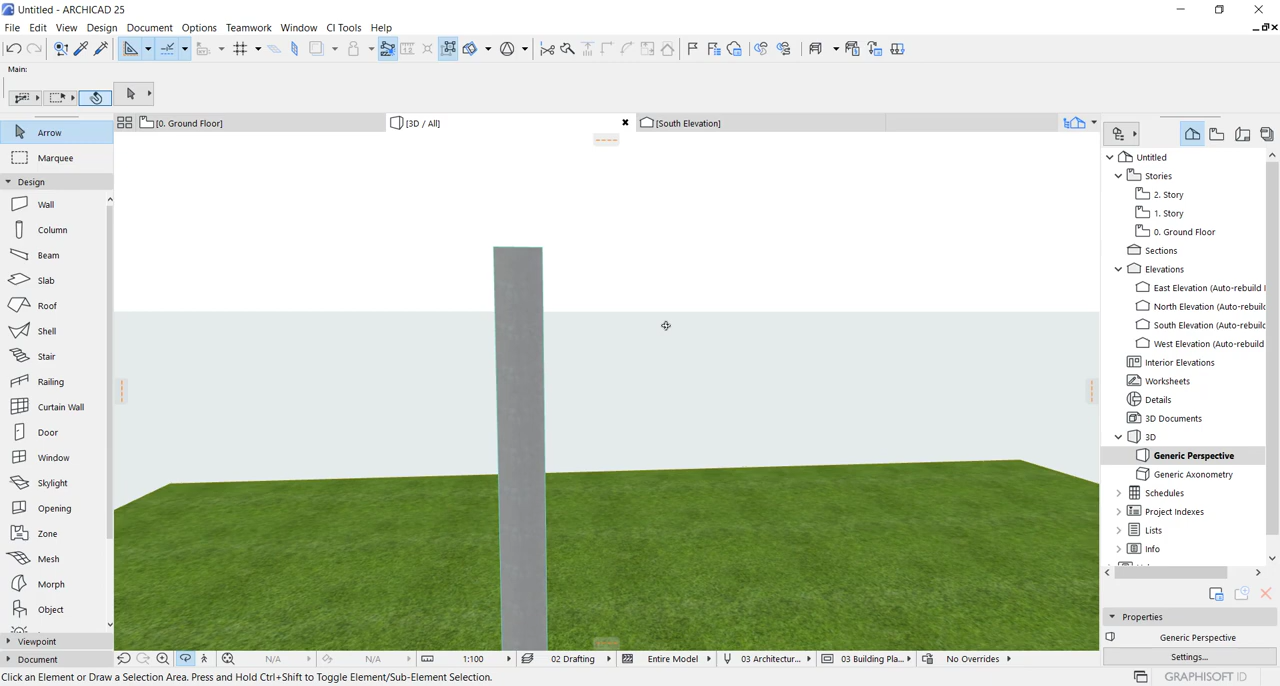 Untitled - ARCHICAD 25
File Edit View Design Document Options Teamwork Window CI Tools Help
Main:
[0. Ground Floor]
[3D / All]
[South Elevation]
Arrow
Marquee
Design
Wall
Column
Beam
Slab
Roof
Shell
Stair
Railing
Curtain Wall
Door
Window
Skylight
Opening
Zone
Mesh
Morph
Object
Viewpoint
Document
Untitled
Stories
2. Story
1. Story
0. Ground Floor
Sections
Elevations
East Elevation (Auto-rebuild
North Elevation (Auto-rebuil
South Elevation (Auto-rebuil
West Elevation (Auto-rebuild
Interior Elevations
Worksheets
Details
3D Documents
3D
Generic Perspective
Generic Axonometry
Schedules
Project Indexes
Lists
Info
Properties
Generic Perspective
Settings...
N/A
N/A
1:100
02 Drafting
Entire Model
03 Architectur...
03 Building Pla...
No Overrides
Click an Element or Draw a Selection Area. Press and Hold Ctrl+Shift to Toggle Element/Sub-Element Selection.
GRAPHISOFT ID